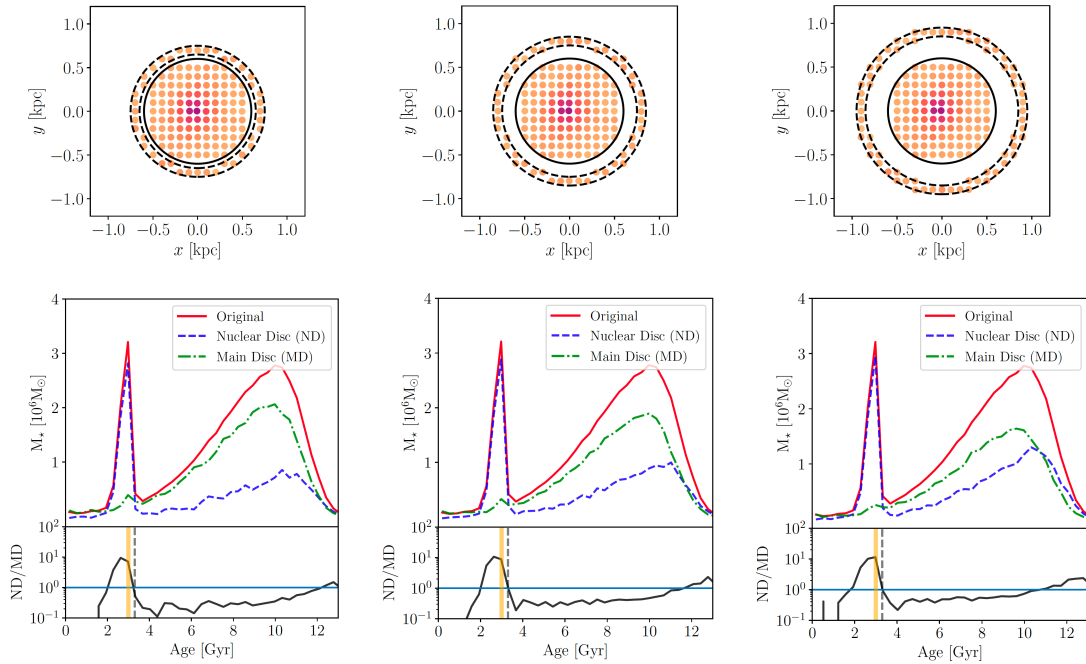 1.0
0.5
0.0
−0.5
−1.0
y [kpc]
−1.0 −0.5 0.0 0.5 1.0
x [kpc]
1.0
0.5
0.0
−0.5
−1.0
y [kpc]
−1.0 −0.5 0.0 0.5 1.0
x [kpc]
1.0
0.5
0.0
−0.5
−1.0
y [kpc]
−1.0 −0.5 0.0 0.5 1.0
x [kpc]
4
3
2
1
M⋆ [10⁶M⊙]
Original
Nuclear Disc (ND)
Main Disc (MD)
10²
10¹
10⁰
10⁻¹
ND/MD
0 2 4 6 8 10 12
Age [Gyr]
4
3
2
1
M⋆ [10⁶M⊙]
Original
Nuclear Disc (ND)
Main Disc (MD)
10²
10¹
10⁰
10⁻¹
ND/MD
0 2 4 6 8 10 12
Age [Gyr]
4
3
2
1
M⋆ [10⁶M⊙]
Original
Nuclear Disc (ND)
Main Disc (MD)
10²
10¹
10⁰
10⁻¹
ND/MD
0 2 4 6 8 10 12
Age [Gyr]